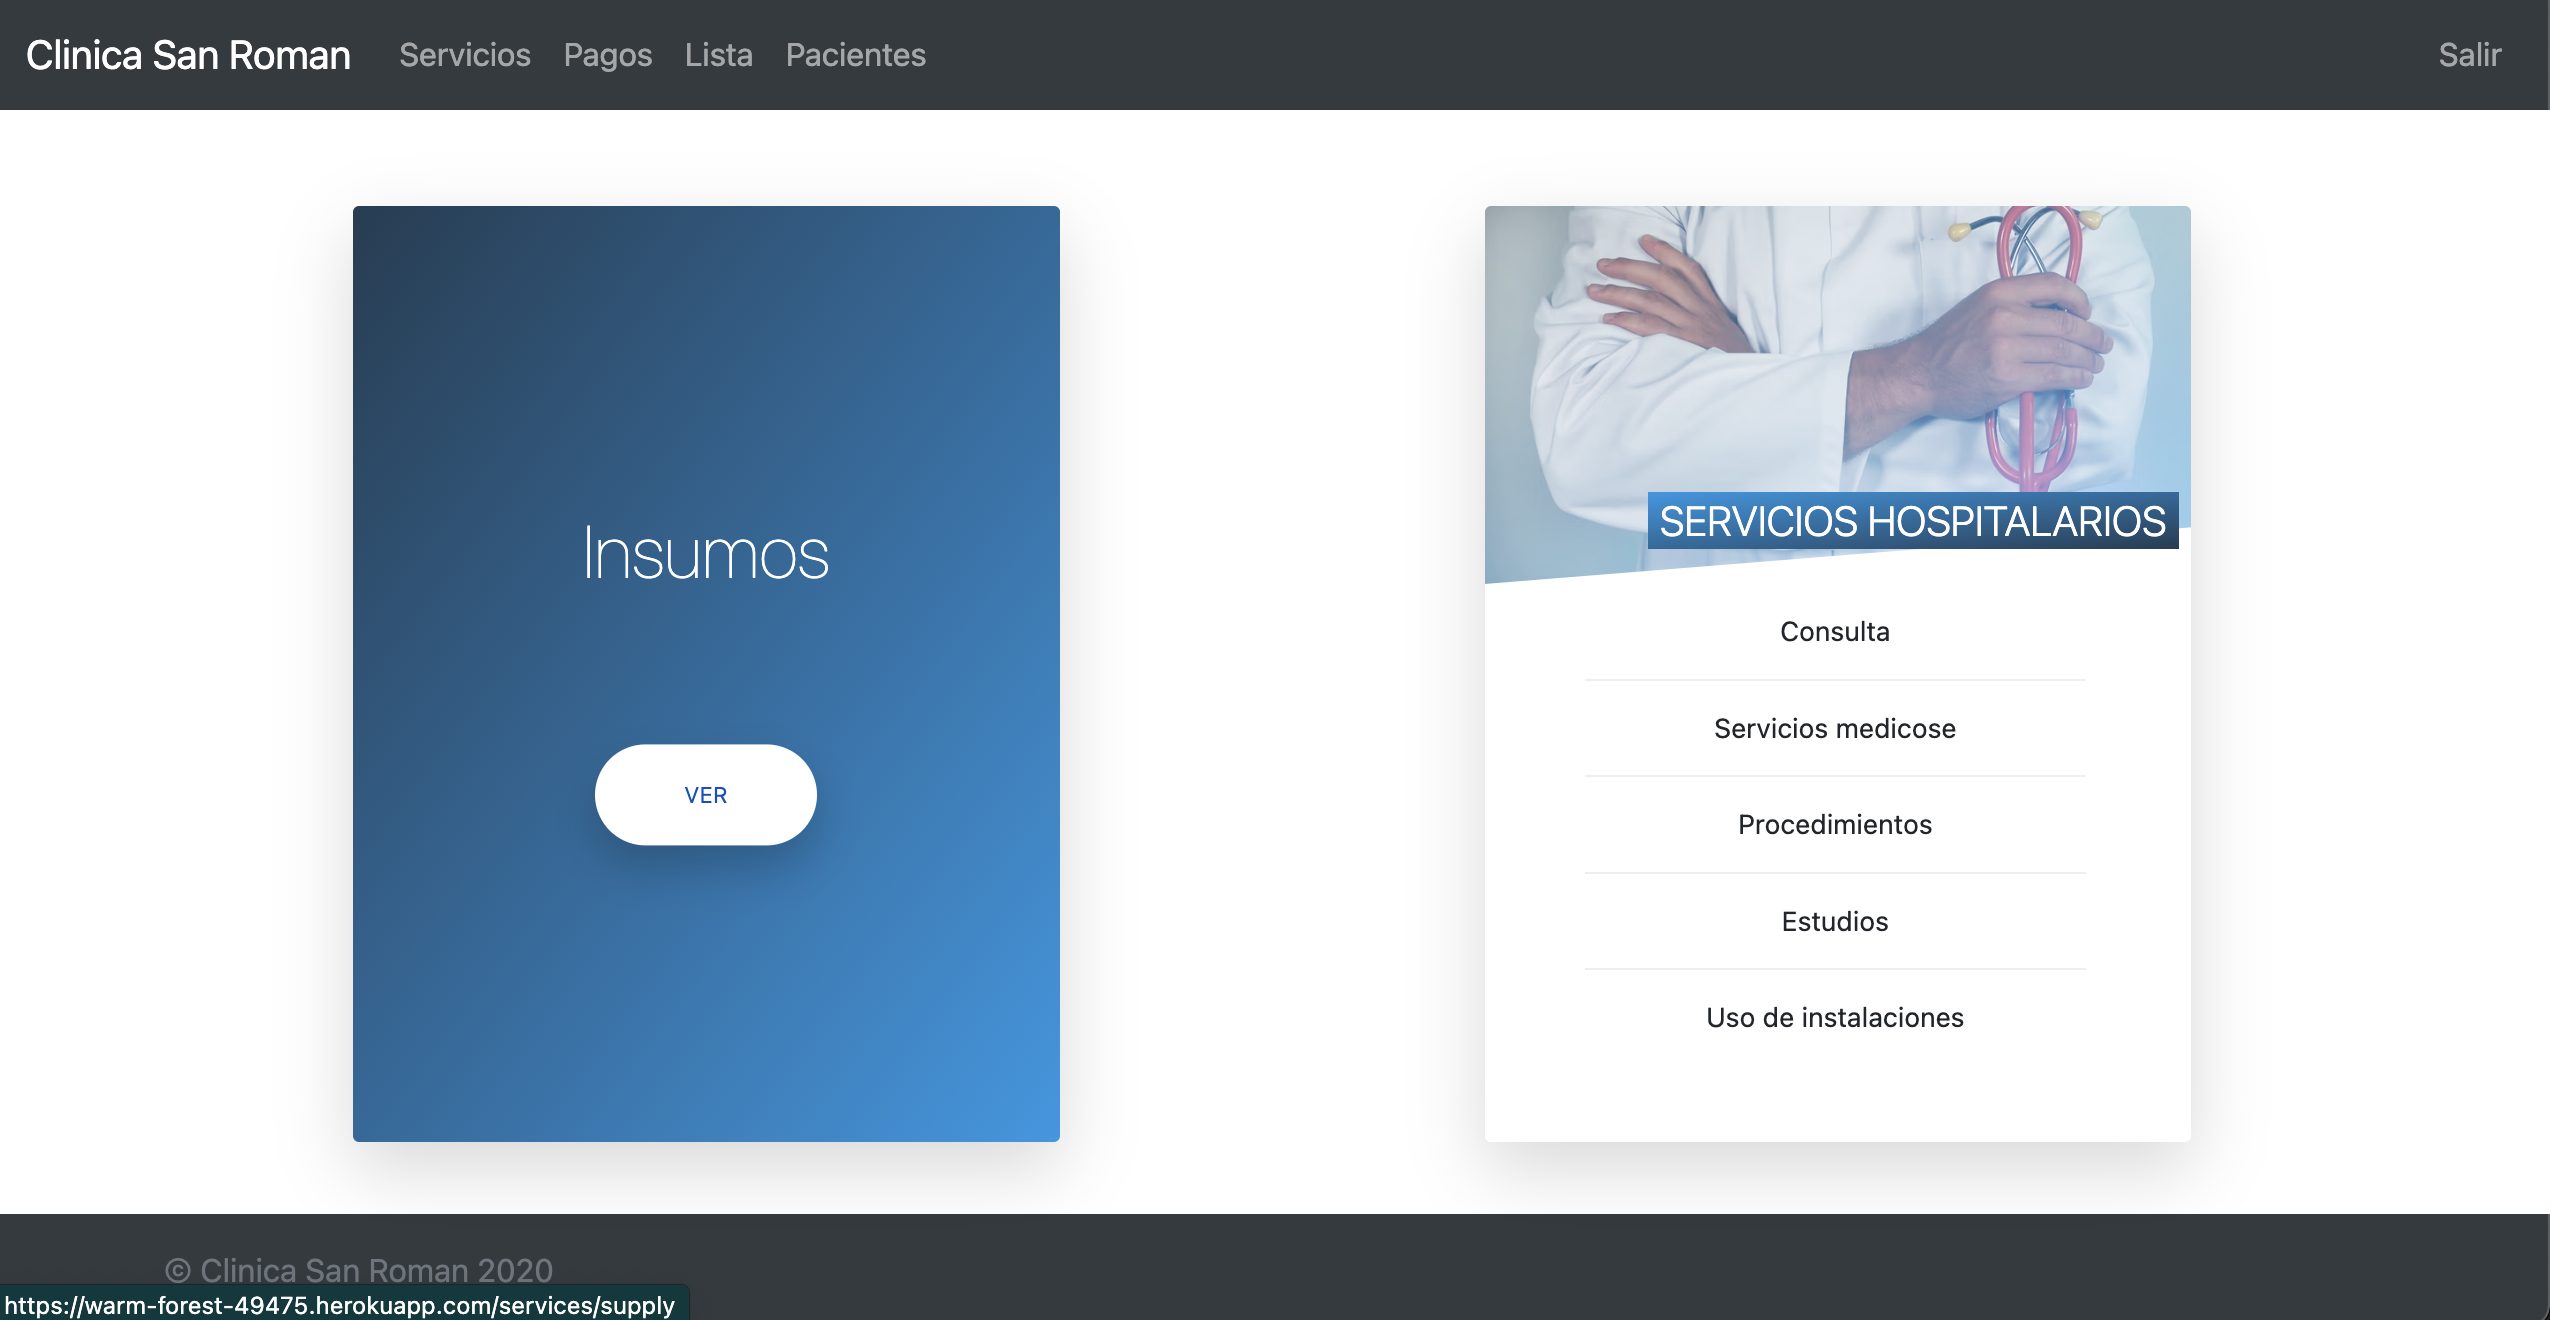 Clinica San Roman Servicios Pagos Lista Pacientes Salir
Insumos
VER
SERVICIOS HOSPITALARIOS
Consulta
Servicios medicose
Procedimientos
Estudios
Uso de instalaciones
© Clinica San Roman 2020
https://warm-forest-49475.herokuapp.com/services/supply